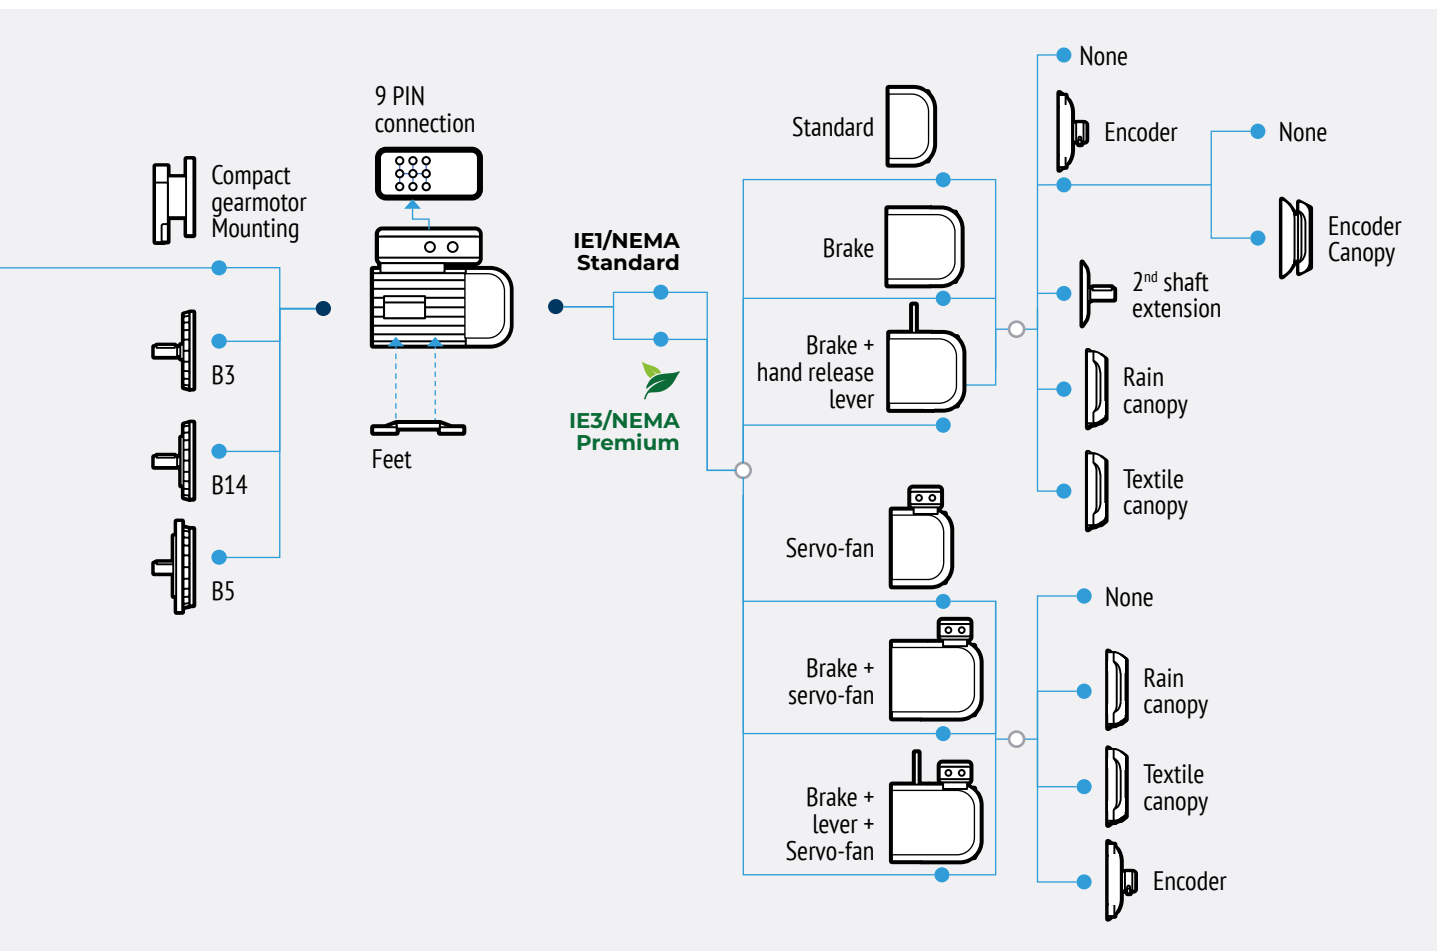 9 PIN
connection
Compact
gearmotor
Mounting
B3
B14
B5
Feet
IE1/NEMA
Standard
IE3/NEMA
Premium
Standard
Brake
Brake +
hand release
lever
Servo-fan
Brake +
servo-fan
Brake +
lever +
Servo-fan
None
Encoder
None
Encoder
Canopy
2nd shaft
extension
Rain
canopy
Textile
canopy
None
Rain
canopy
Textile
canopy
Encoder